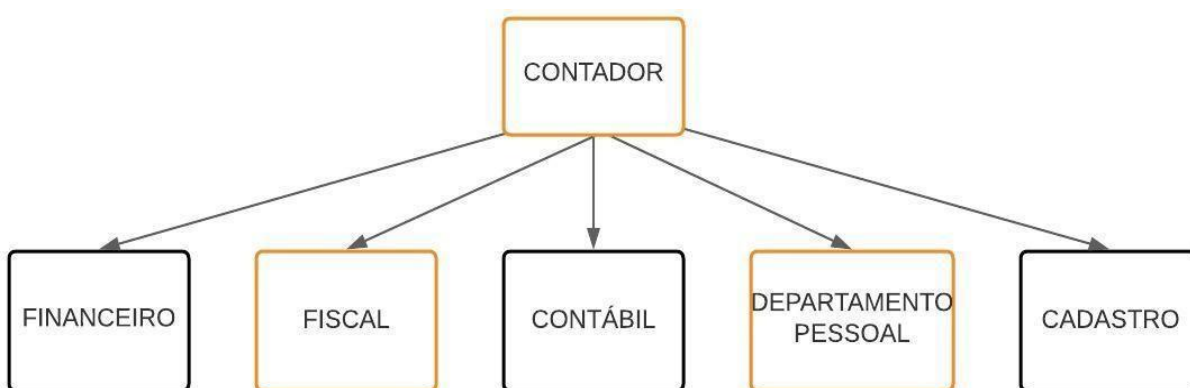 CONTADOR
FINANCEIRO
FISCAL
CONTÁBIL
DEPARTAMENTO
PESSOAL
CADASTRO